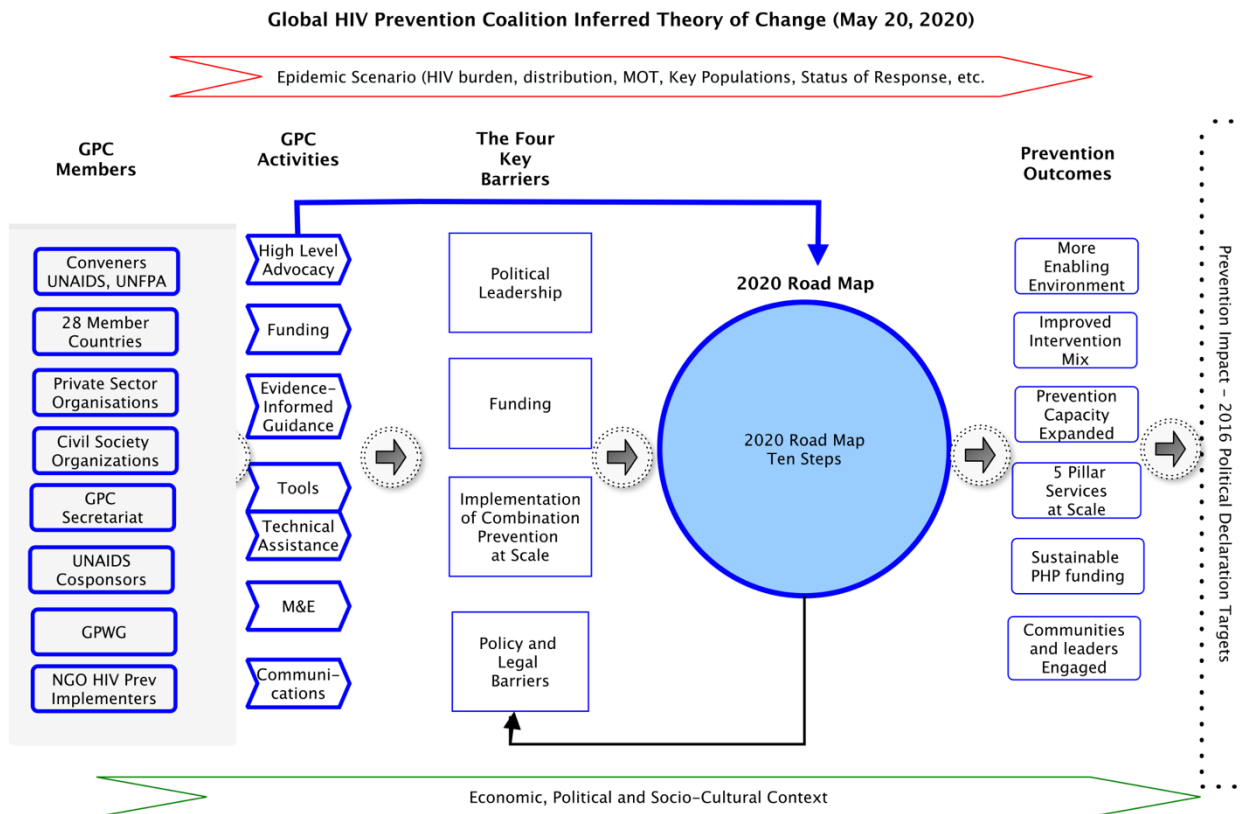 Global HIV Prevention Coalition Inferred Theory of Change (May 20, 2020)
Epidemic Scenario (HIV burden, distribution, MOT, Key Populations, Status of Response, etc.
GPC
Members
Conveners
UNAIDS, UNFPA
28 Member
Countries
Private Sector
Organisations
Civil Society
Organizations
GPC
Secretariat
UNAIDS
Cosponsors
GPWG
NGO HIV Prev
Implementers
GPC
Activities
High Level
Advocacy
Funding
Evidence-
Informed
Guidance
Tools
Technical
Assistance
M&E
Communi-
cations
The Four
Key
Barriers
Political
Leadership
Funding
Implementation
of Combination
Prevention
at Scale
Policy and
Legal
Barriers
2020 Road Map
2020 Road Map
Ten Steps
Prevention
Outcomes
More
Enabling
Environment
Improved
Intervention
Mix
Prevention
Capacity
Expanded
5 Pillar
Services
at Scale
Sustainable
PHP funding
Communities
and leaders
Engaged
Prevention Impact – 2016 Political Declaration Targets
Economic, Political and Socio-Cultural Context